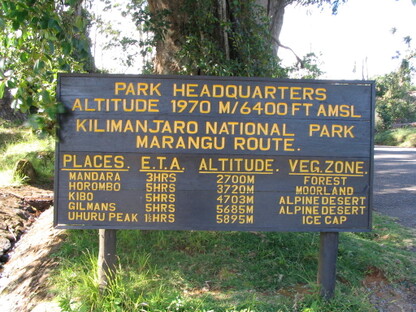 PARK HEADQUARTERS
ALTITUDE 1970 M/6400 FT AMSL
KILIMANJARO NATIONAL PARK
MARANGU ROUTE.
PLACES. E.T.A. ALTITUDE. VEG. ZONE.
MANDARA 3HRS 2700M FOREST
HOROMBO 5HRS 3720M MOORLAND
KIBO 5HRS 4703M ALPINE DESERT
GILMANS 5HRS 5685M ALPINE DESERT
UHURU PEAK 1½HRS 5895M ICE CAP